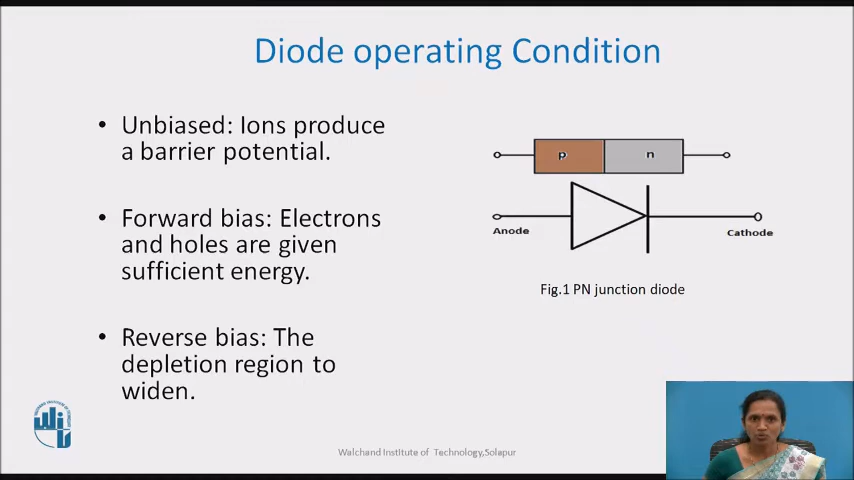 Diode operating Condition
• Unbiased: Ions produce
a barrier potential.
• Forward bias: Electrons
and holes are given
sufficient energy.
• Reverse bias: The
depletion region to
widen.
p n
Anode Cathode
Fig.1 PN junction diode
Walchand Institute of Technology,Solapur